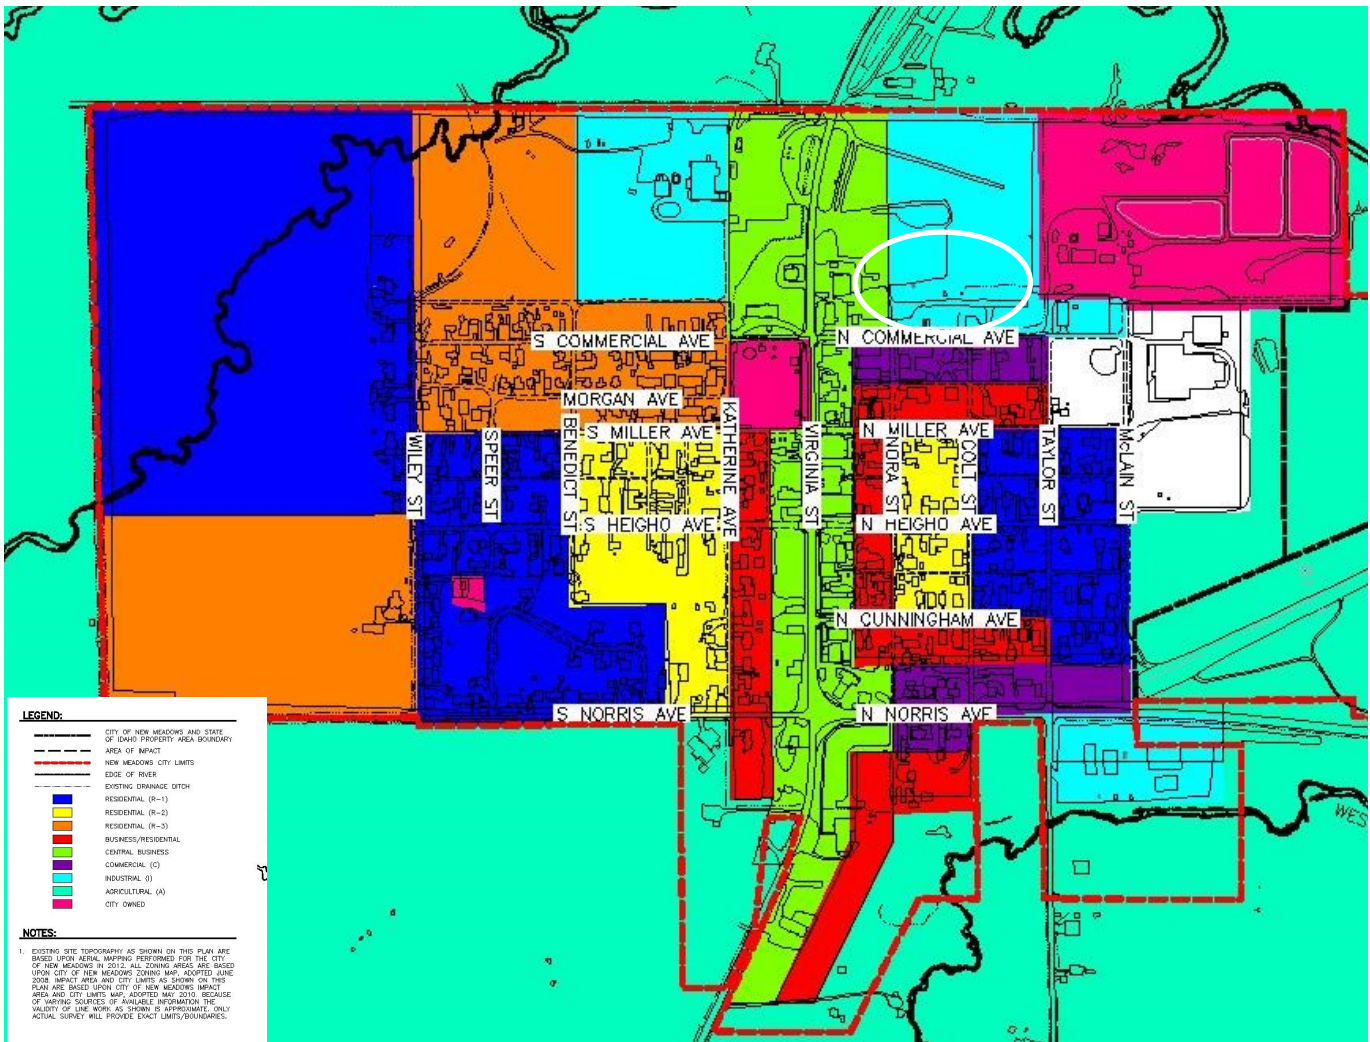 S COMMERCIAL AVE
N COMMERCIAL AVE
MORGAN AVE
S MILLER AVE
N MILLER AVE
WILEY ST
SPEER ST
BENEDICT ST
KATHERINE AVE
VIRGINIA ST
NORA ST
COLT ST
TAYLOR ST
McLAIN ST
S HEIGHO AVE
N HEIGHO AVE
N CUNNINGHAM AVE
S NORRIS AVE
N NORRIS AVE
WES
LEGEND:
CITY OF NEW MEADOWS AND STATE
OF IDAHO PROPERTY AREA BOUNDARY
AREA OF IMPACT
NEW MEADOWS CITY LIMITS
EDGE OF RIVER
EXISTING DRAINAGE DITCH
RESIDENTIAL (R-1)
RESIDENTIAL (R-2)
RESIDENTIAL (R-3)
BUSINESS/RESIDENTIAL
CENTRAL BUSINESS
COMMERCIAL (C)
INDUSTRIAL (I)
AGRICULTURAL (A)
CITY OWNED
NOTES:
1. EXISTING SITE TOPOGRAPHY AS SHOWN ON THIS PLAN ARE
BASED UPON AERIAL MAPPING PERFORMED FOR THE CITY
OF NEW MEADOWS IN 2012. ALL ZONING AREAS ARE BASED
UPON CITY OF NEW MEADOWS ZONING MAP, ADOPTED JUNE
2008. IMPACT AREA AND CITY LIMITS AS SHOWN ON THIS
PLAN ARE BASED UPON CITY OF NEW MEADOWS IMPACT
AREA AND CITY LIMITS MAP, ADOPTED MAY 2010. BECAUSE
OF VARYING SOURCES OF AVAILABLE INFORMATION THE
VALIDITY OF LINE WORK AS SHOWN IS APPROXIMATE. ONLY
ACTUAL SURVEY WILL PROVIDE EXACT LIMITS/BOUNDARIES.